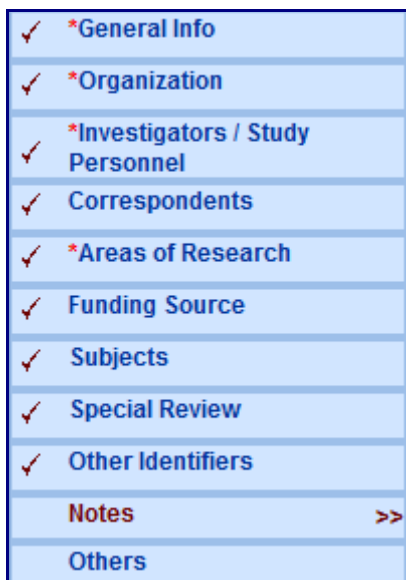 *General Info
*Organization
*Investigators / Study
Personnel
Correspondents
*Areas of Research
Funding Source
Subjects
Special Review
Other Identifiers
Notes >>
Others